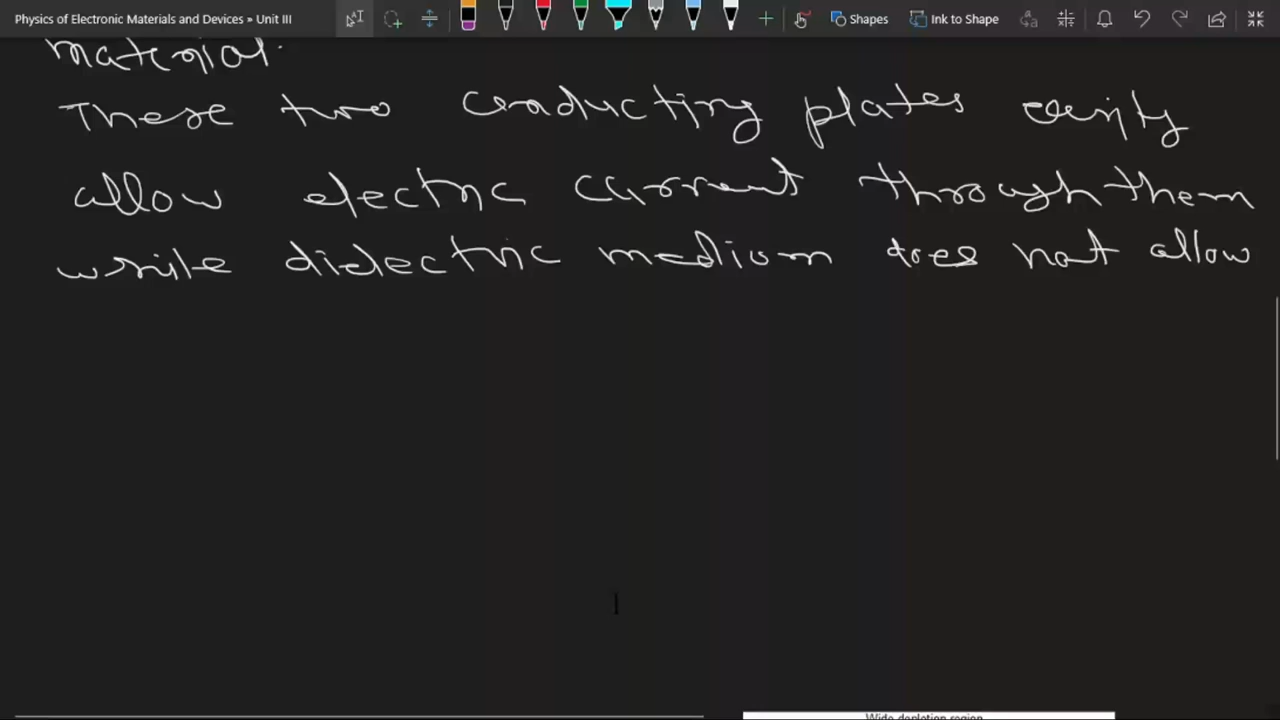 Physics of Electronic Materials and Devices » Unit III
Shapes
Ink to Shape
material.
These two conducting plates easily
allow electric current through them
while dielectric medium does not allow
Wide depletion region